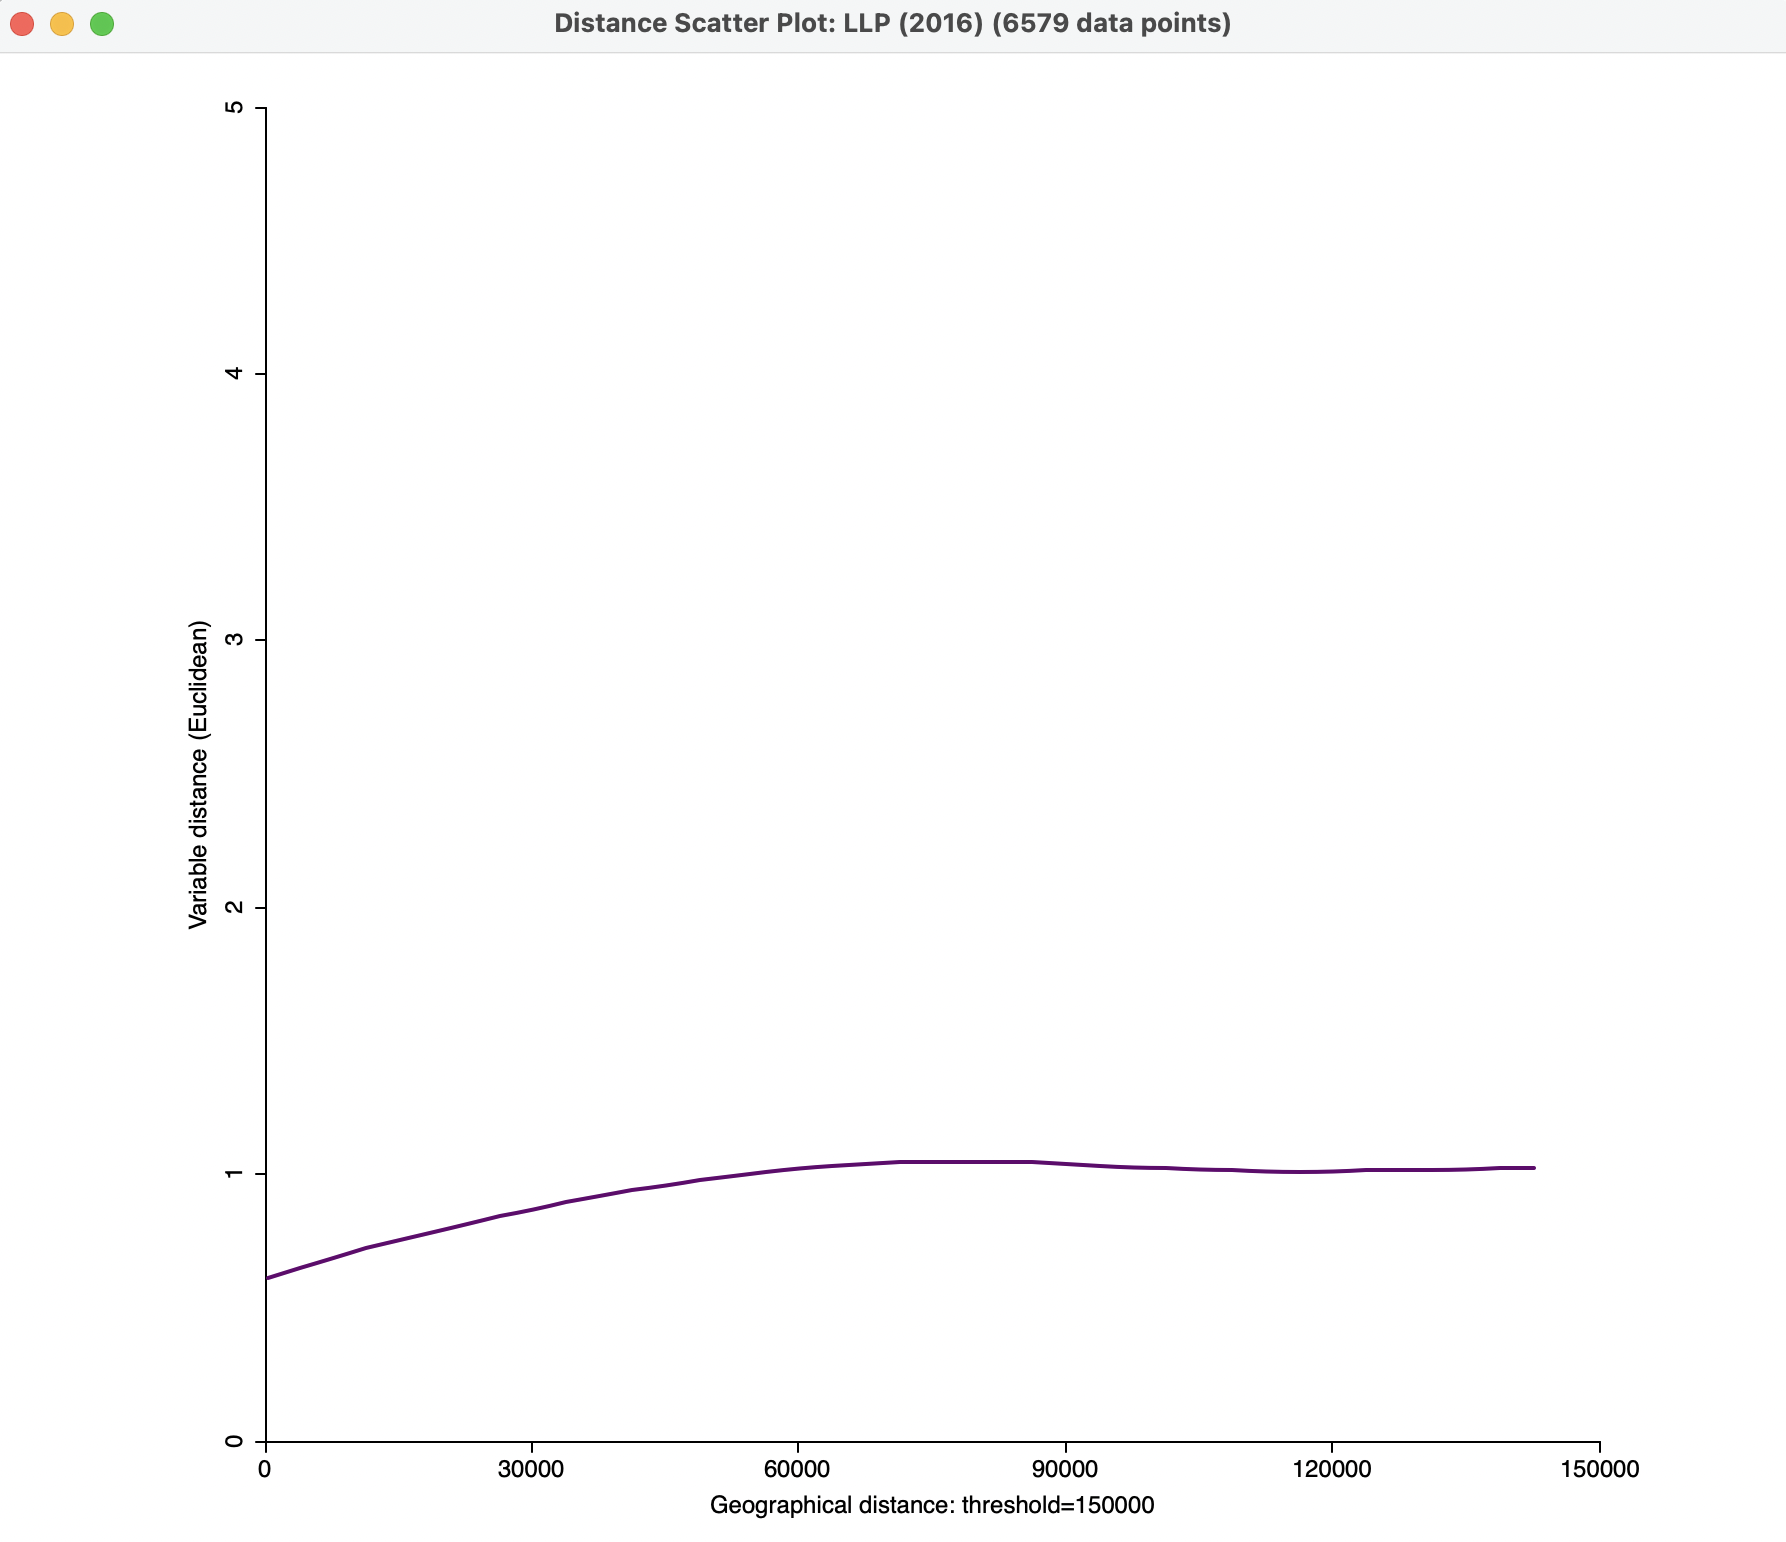 Distance Scatter Plot: LLP (2016) (6579 data points)
5
4
3
2
1
0
Variable distance (Euclidean)
0 30000 60000 90000 120000 150000
Geographical distance: threshold=150000